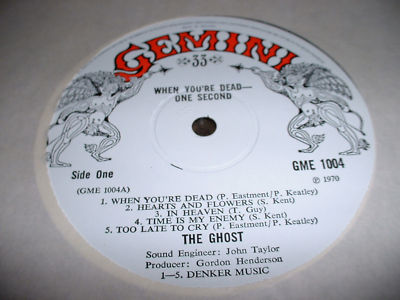 GEMINI
33
WHEN YOU'RE DEAD—
ONE SECOND
Side One
GME 1004
(GME 1004A)
℗ 1970
1. WHEN YOU'RE DEAD (P. Eastment/P. Keatley)
2. HEARTS AND FLOWERS (S. Kent)
3. IN HEAVEN (T. Guy)
4. TIME IS MY ENEMY (S. Kent)
5. TOO LATE TO CRY (P. Eastment/P. Keatley)
THE GHOST
Sound Engineer: John Taylor
Producer: Gordon Henderson
1—5. DENKER MUSIC